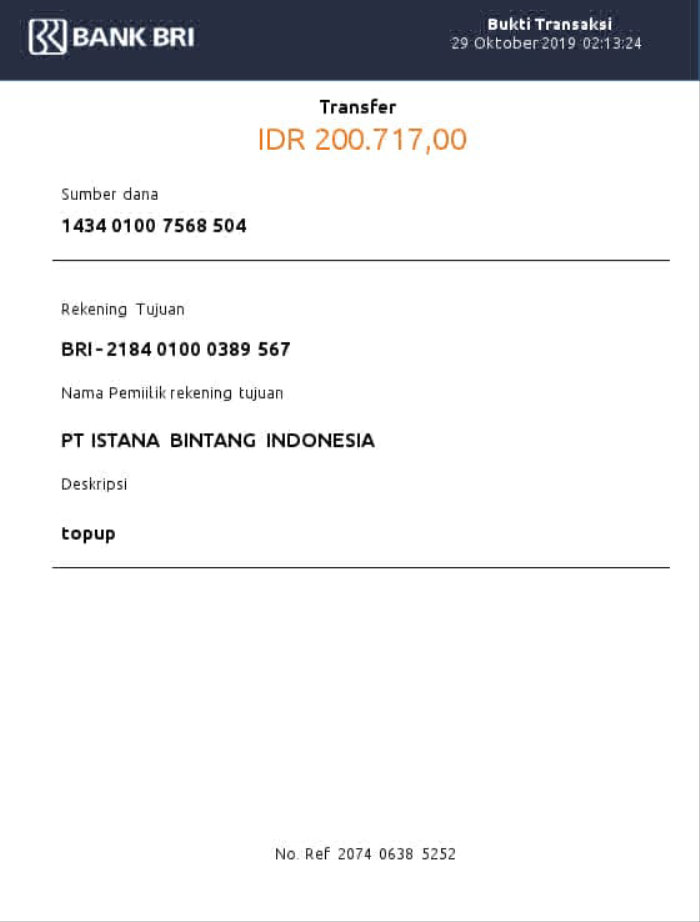 BANK BRI
Bukti Transaksi
29 Oktober 2019 02:13:24
Transfer
IDR 200.717,00
Sumber dana
1434 0100 7568 504
Rekening Tujuan
BRI - 2184 0100 0389 567
Nama Pemiilik rekening tujuan
PT ISTANA BINTANG INDONESIA
Deskripsi
topup
No. Ref 2074 0638 5252